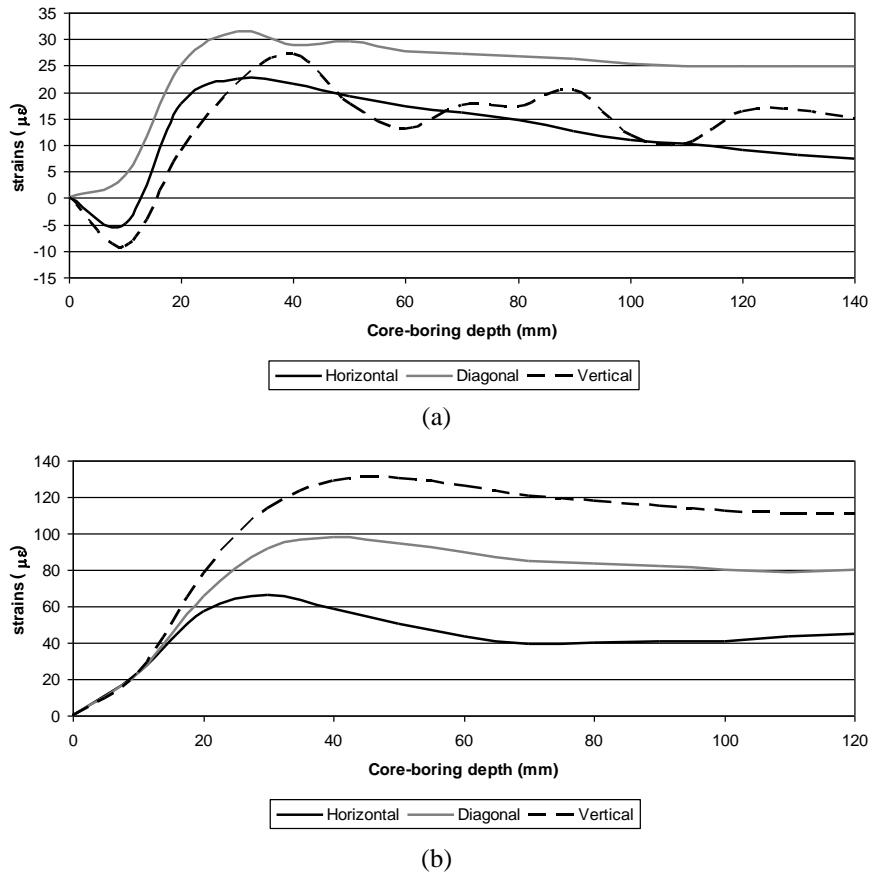 35
30
25
20
15
10
5
0
-5
-10
-15
strains ( με)
0 20 40 60 80 100 120 140
Core-boring depth (mm)
Horizontal Diagonal Vertical
(a)
140
120
100
80
60
40
20
0
strains ( με)
0 20 40 60 80 100 120
Core-boring depth (mm)
Horizontal Diagonal Vertical
(b)